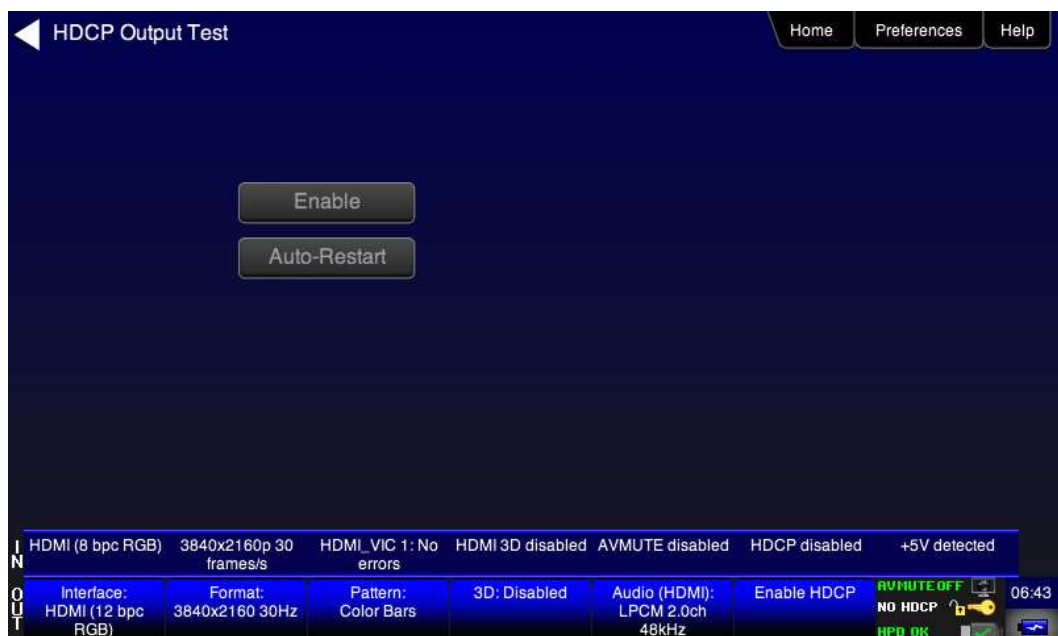 HDCP Output Test
Home
Preferences
Help
Enable
Auto-Restart
IN
HDMI (8 bpc RGB)
3840x2160p 30
frames/s
HDMI_VIC 1: No
errors
HDMI 3D disabled
AVMUTE disabled
HDCP disabled
+5V detected
OUT
Interface:
HDMI (12 bpc
RGB)
Format:
3840x2160 30Hz
Pattern:
Color Bars
3D: Disabled
Audio (HDMI):
LPCM 2.0ch
48kHz
Enable HDCP
AVMUTE OFF
NO HDCP
HPD OK
06:43